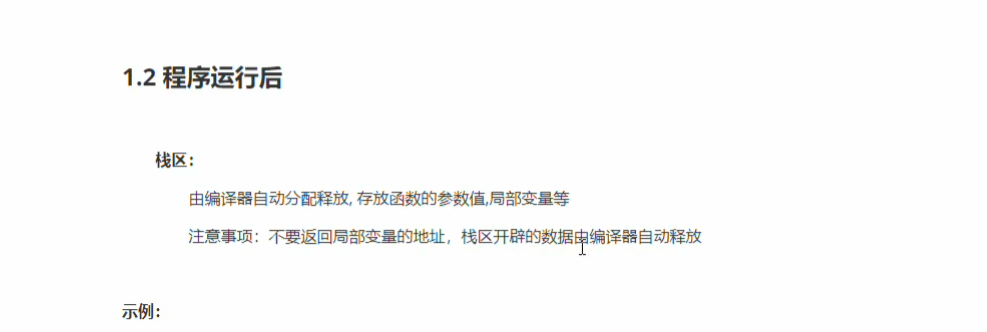 1.2 程序运行后
栈区：
由编译器自动分配释放, 存放函数的参数值,局部变量等
注意事项：不要返回局部变量的地址，栈区开辟的数据由编译器自动释放
示例：